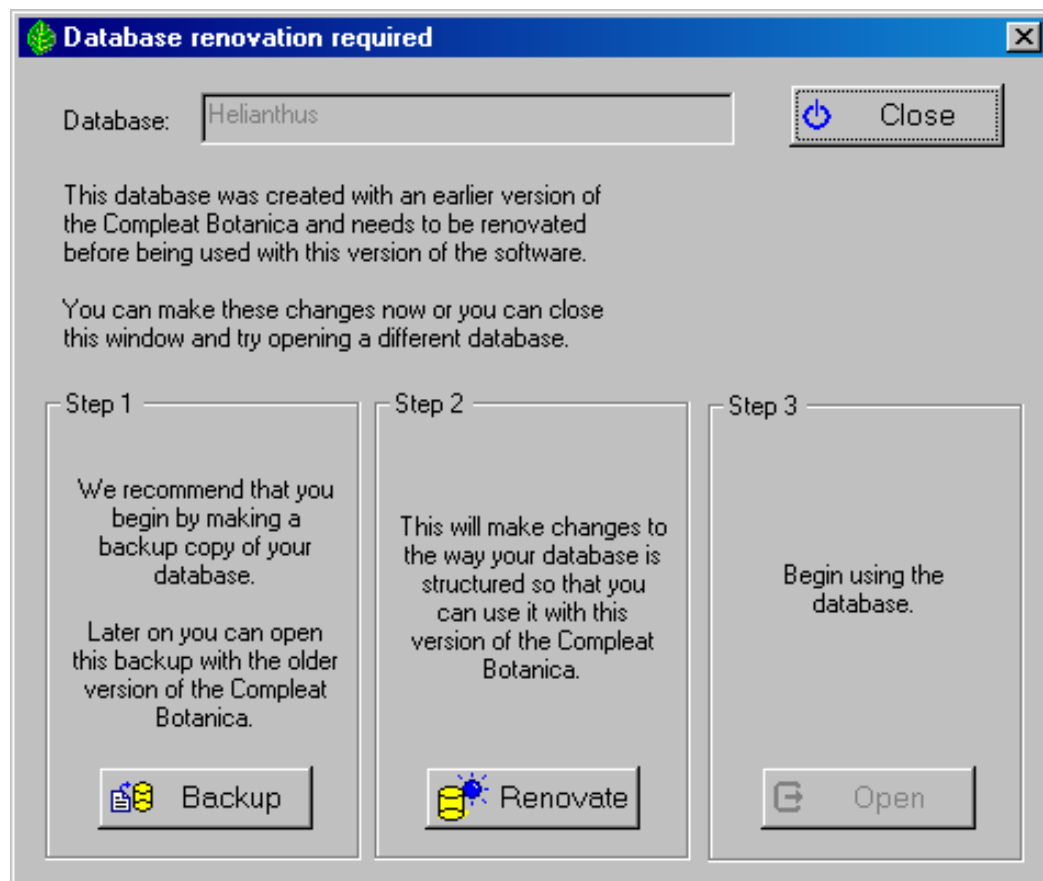 Database renovation required
Database:
Helianthus
Close
This database was created with an earlier version of
the Compleat Botanica and needs to be renovated
before being used with this version of the software.
You can make these changes now or you can close
this window and try opening a different database.
Step 1
We recommend that you
begin by making a
backup copy of your
database.
Later on you can open
this backup with the older
version of the Compleat
Botanica.
Backup
Step 2
This will make changes to
the way your database is
structured so that you
can use it with this
version of the Compleat
Botanica.
Renovate
Step 3
Begin using the
database.
Open